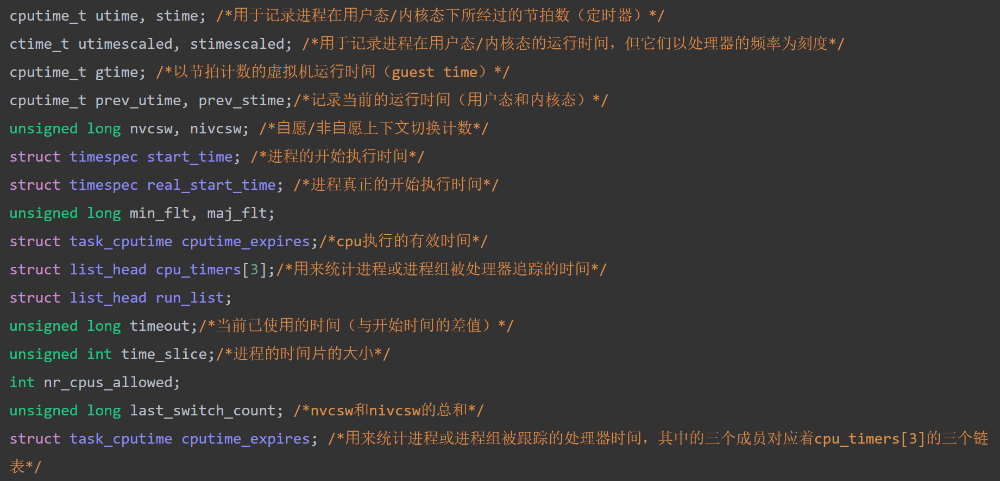 cputime_t utime, stime; /*用于记录进程在用户态/内核态下所经过的节拍数（定时器）*/
ctime_t utimescaled, stimescaled; /*用于记录进程在用户态/内核态的运行时间，但它们以处理器的频率为刻度*/
cputime_t gtime; /*以节拍计数的虚拟机运行时间（guest time）*/
cputime_t prev_utime, prev_stime;/*记录当前的运行时间（用户态和内核态）*/
unsigned long nvcsw, nivcsw; /*自愿/非自愿上下文切换计数*/
struct timespec start_time; /*进程的开始执行时间*/
struct timespec real_start_time; /*进程真正的开始执行时间*/
unsigned long min_flt, maj_flt;
struct task_cputime cputime_expires;/*cpu执行的有效时间*/
struct list_head cpu_timers[3];/*用来统计进程或进程组被处理器追踪的时间*/
struct list_head run_list;
unsigned long timeout;/*当前已使用的时间（与开始时间的差值）*/
unsigned int time_slice;/*进程的时间片的大小*/
int nr_cpus_allowed;
unsigned long last_switch_count; /*nvcsw和nivcsw的总和*/
struct task_cputime cputime_expires; /*用来统计进程或进程组被跟踪的处理器时间，其中的三个成员对应着cpu_timers[3]的三个链
表*/